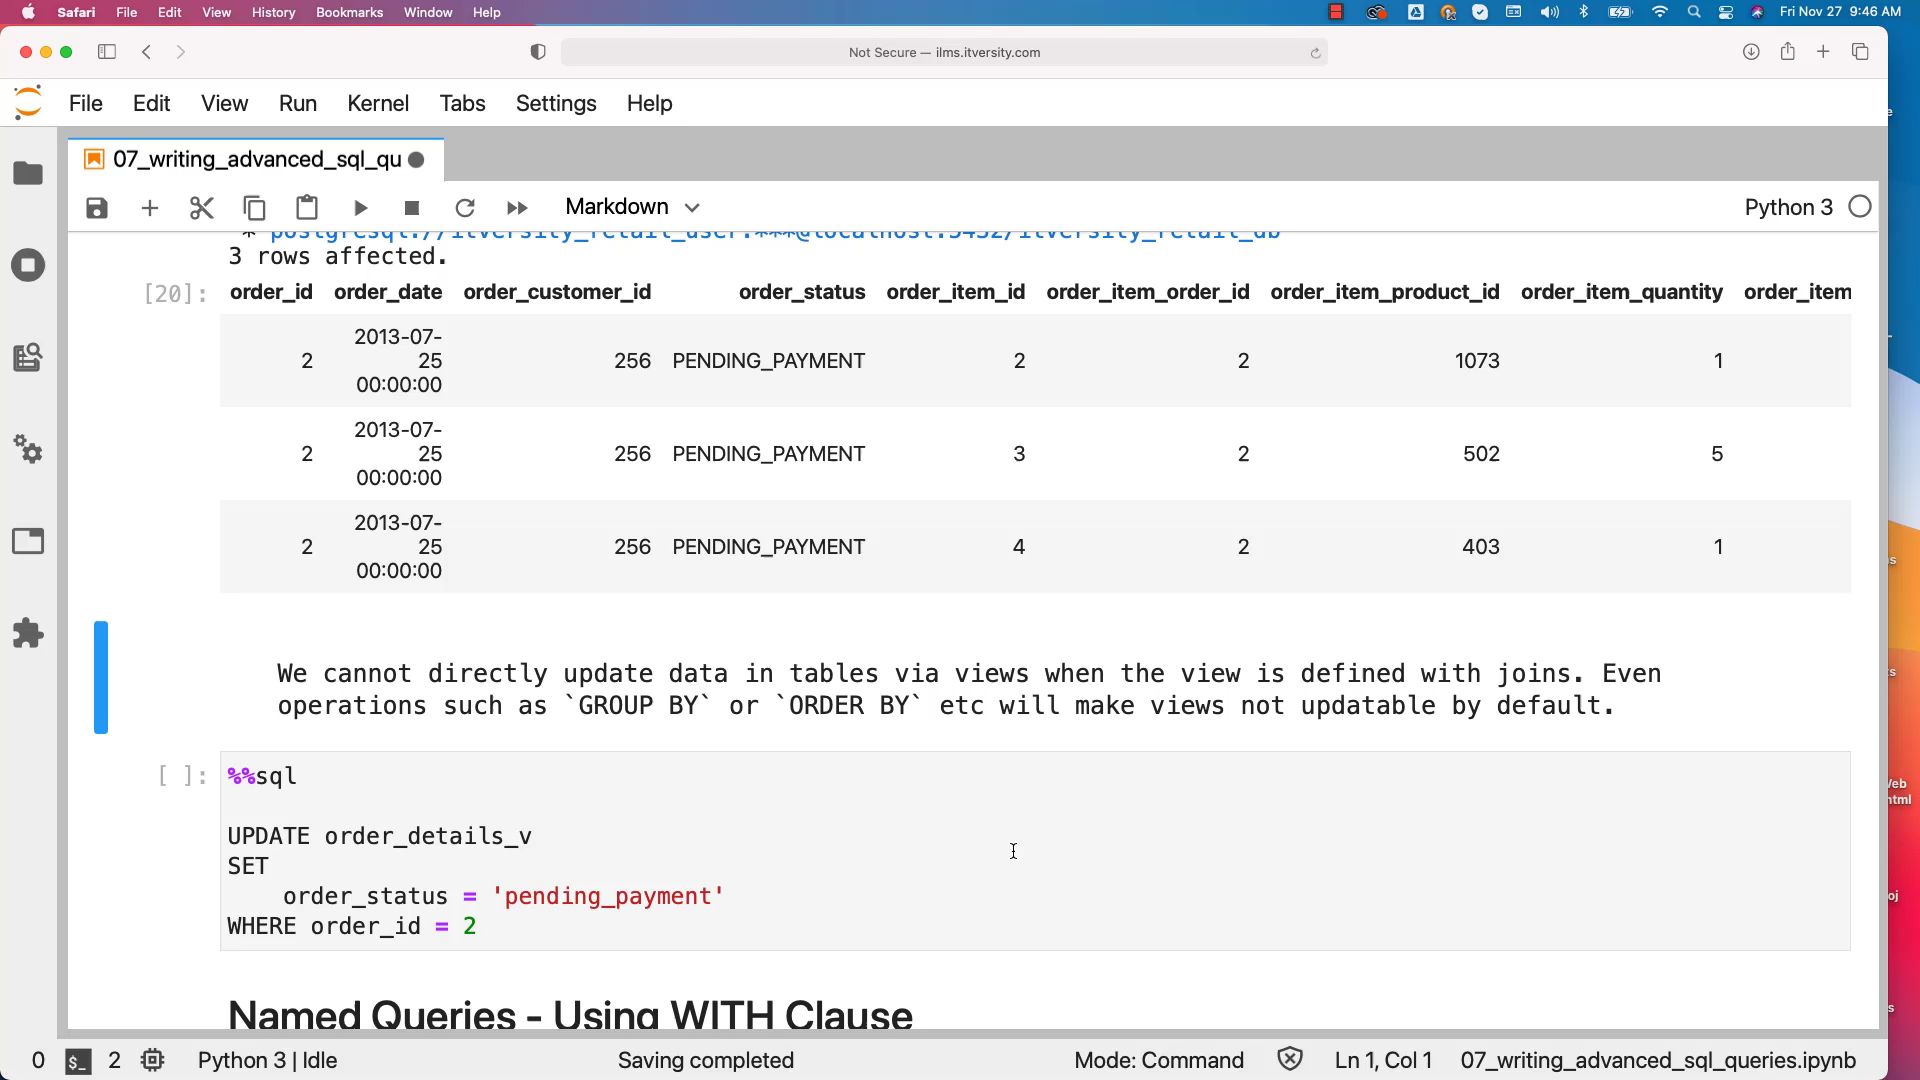 Safari File Edit View History Bookmarks Window Help Fri Nov 27 9:46 AM
Not Secure — ilms.itversity.com
File Edit View Run Kernel Tabs Settings Help
07_writing_advanced_sql_qu
Markdown Python 3
* postgresql://itversity_retail_user:***@localhost:5432/itversity_retail_db
3 rows affected.
[20]: order_id order_date order_customer_id order_status order_item_id order_item_order_id order_item_product_id order_item_quantity order_item
2 2013-07-25 00:00:00 256 PENDING_PAYMENT 2 2 1073 1
2 2013-07-25 00:00:00 256 PENDING_PAYMENT 3 2 502 5
2 2013-07-25 00:00:00 256 PENDING_PAYMENT 4 2 403 1
We cannot directly update data in tables via views when the view is defined with joins. Even
operations such as `GROUP BY` or `ORDER BY` etc will make views not updatable by default.
[ ]: %%sql
UPDATE order_details_v
SET
order_status = 'pending_payment'
WHERE order_id = 2
Named Queries - Using WITH Clause
0 $_ 2 Python 3 | Idle Saving completed Mode: Command Ln 1, Col 1 07_writing_advanced_sql_queries.ipynb